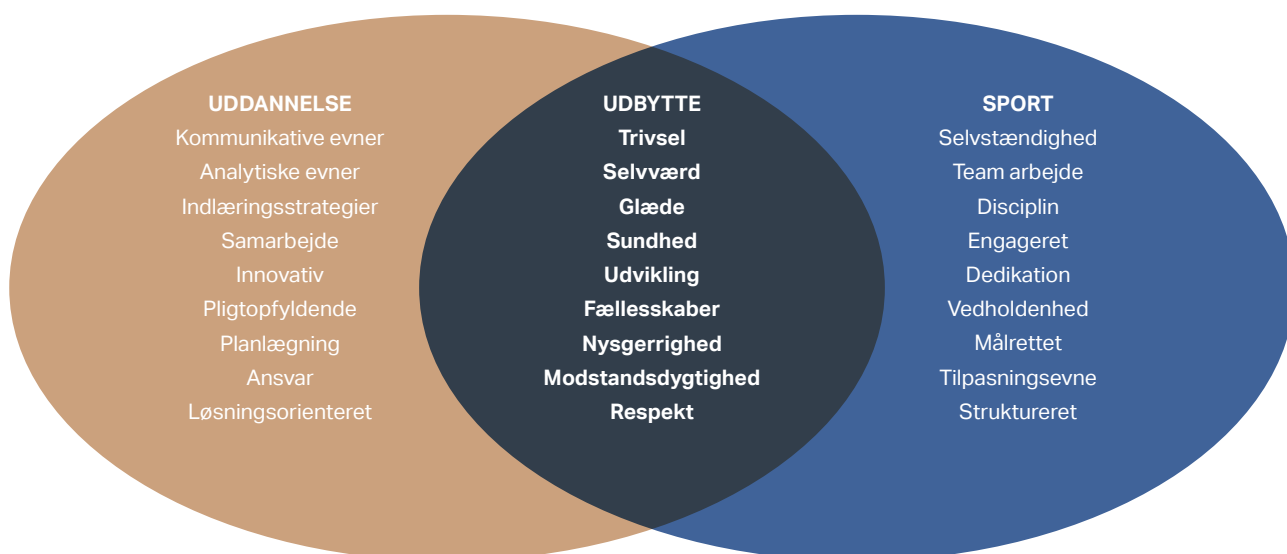 UDDANNELSE
Kommunikative evner
Analytiske evner
Indlæringsstrategier
Samarbejde
Innovativ
Pligtopfyldende
Planlægning
Ansvar
Løsningsorienteret
UDBYTTE
Trivsel
Selvværd
Glæde
Sundhed
Udvikling
Fællesskaber
Nysgerrighed
Modstandsdygtighed
Respekt
SPORT
Selvstændighed
Team arbejde
Disciplin
Engageret
Dedikation
Vedholdenhed
Målrettet
Tilpasningsevne
Struktureret